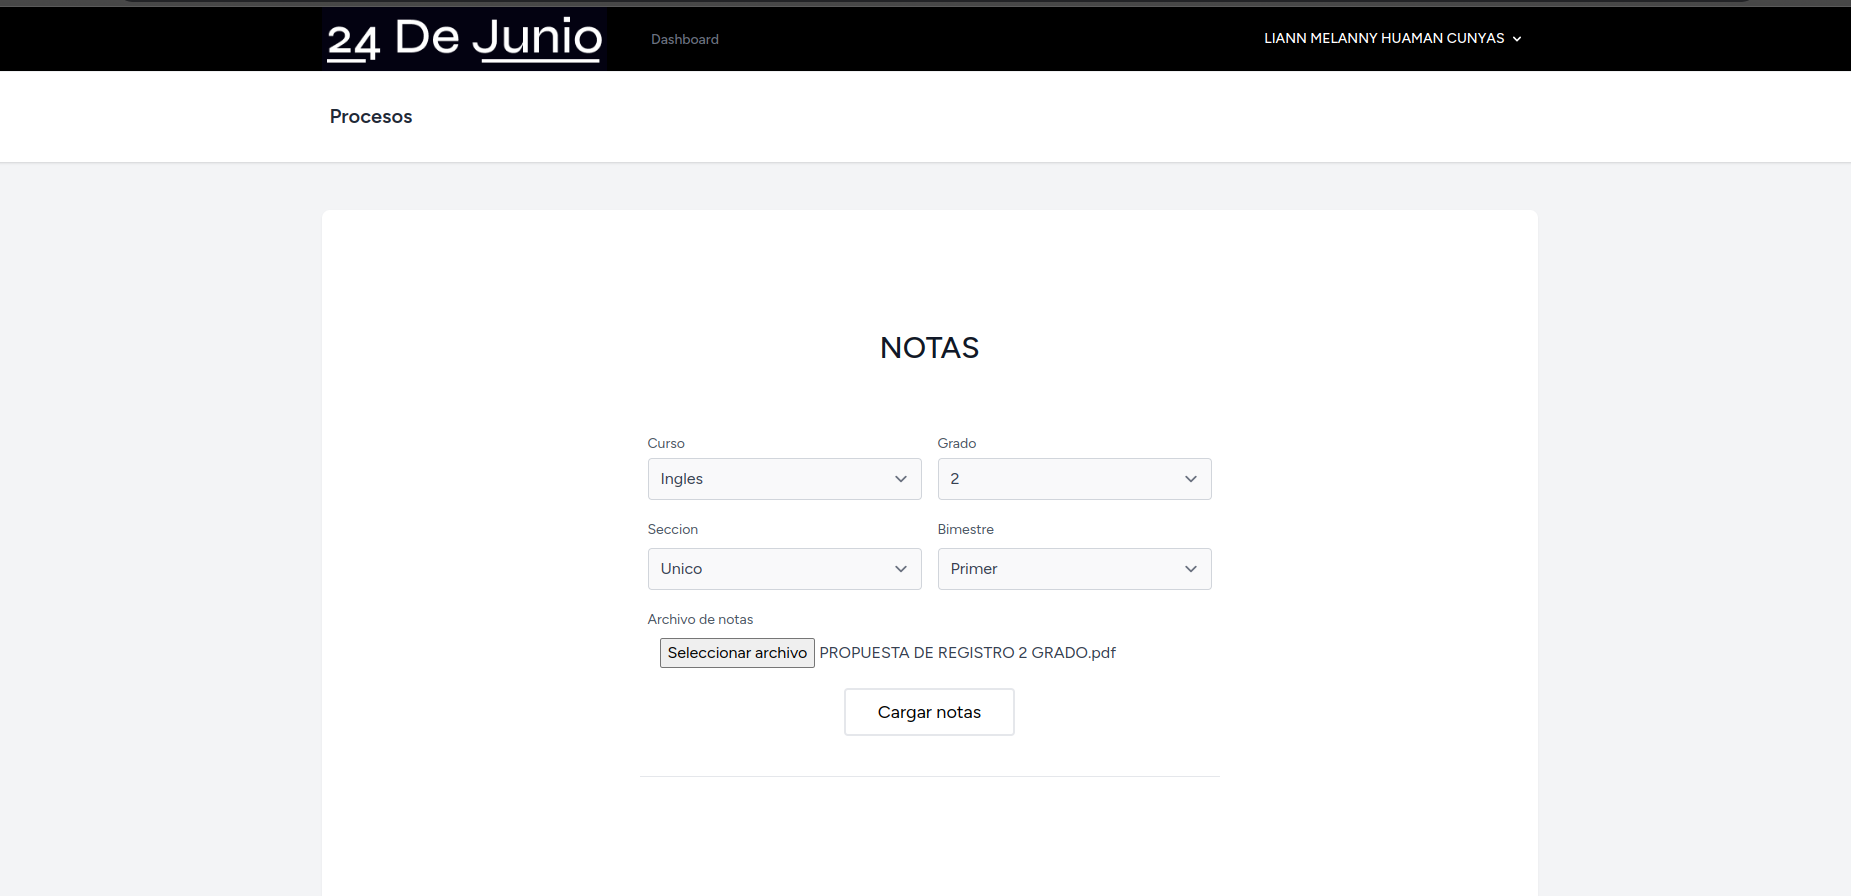 24 De Junio
Dashboard
LIANN MELANNY HUAMAN CUNYAS
Procesos
NOTAS
Curso
Grado
Ingles
2
Seccion
Bimestre
Unico
Primer
Archivo de notas
Seleccionar archivo PROPUESTA DE REGISTRO 2 GRADO.pdf
Cargar notas